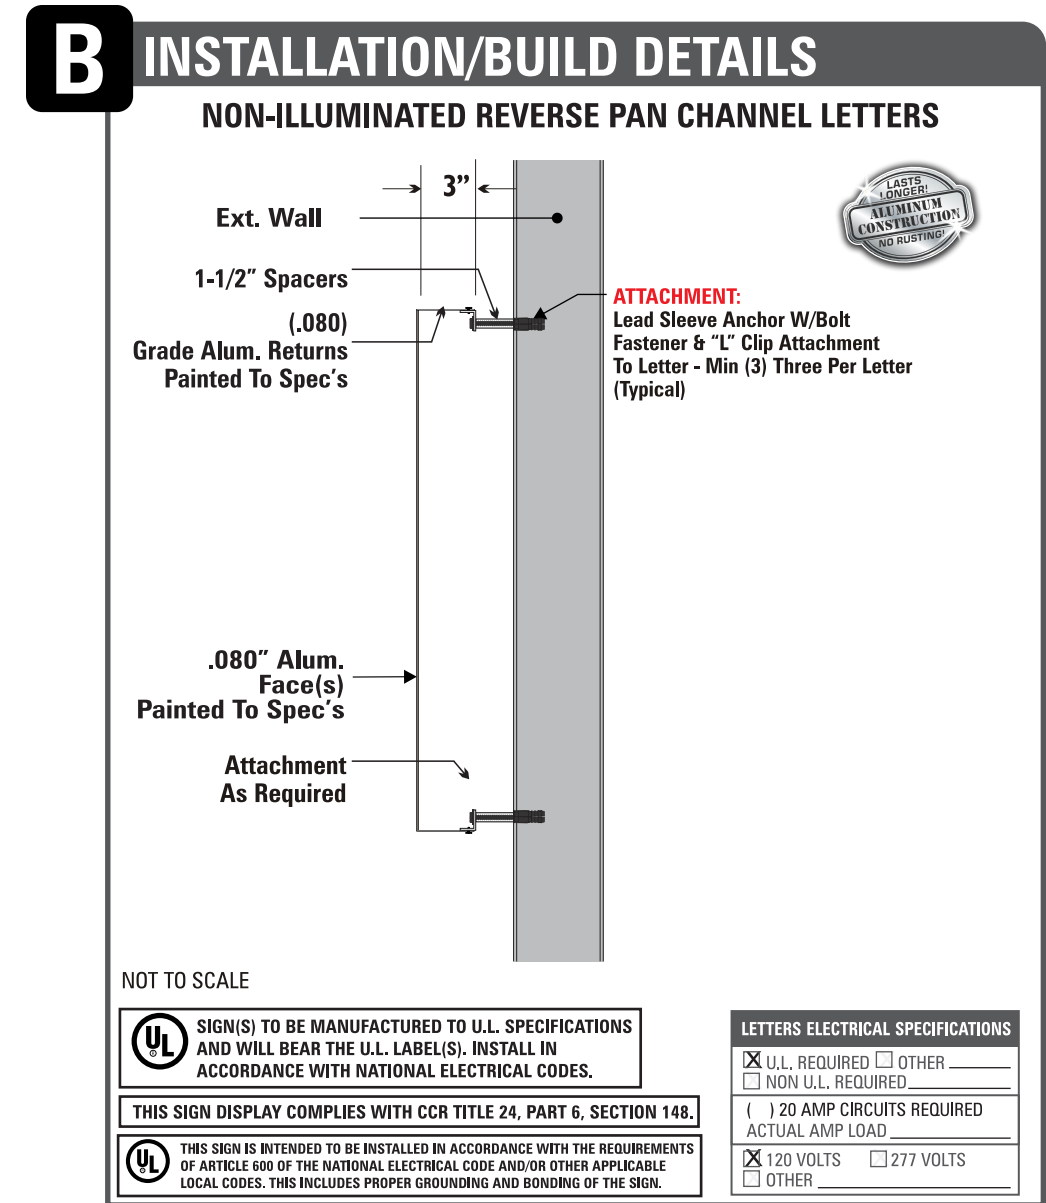 B
INSTALLATION/BUILD DETAILS
NON-ILLUMINATED REVERSE PAN CHANNEL LETTERS
3”
Ext. Wall
1-1/2” Spacers
(.080)
Grade Alum. Returns
Painted To Spec's
LASTS
LONGER!
ALUMINUM
CONSTRUCTION
NO RUSTING!
ATTACHMENT:
Lead Sleeve Anchor W/Bolt
Fastener & “L” Clip Attachment
To Letter - Min (3) Three Per Letter
(Typical)
.080” Alum.
Face(s)
Painted To Spec's
Attachment
As Required
NOT TO SCALE
UL
SIGN(S) TO BE MANUFACTURED TO U.L. SPECIFICATIONS
AND WILL BEAR THE U.L. LABEL(S). INSTALL IN
ACCORDANCE WITH NATIONAL ELECTRICAL CODES.
THIS SIGN DISPLAY COMPLIES WITH CCR TITLE 24, PART 6, SECTION 148.
UL
THIS SIGN IS INTENDED TO BE INSTALLED IN ACCORDANCE WITH THE REQUIREMENTS
OF ARTICLE 600 OF THE NATIONAL ELECTRICAL CODE AND/OR OTHER APPLICABLE
LOCAL CODES. THIS INCLUDES PROPER GROUNDING AND BONDING OF THE SIGN.
LETTERS ELECTRICAL SPECIFICATIONS
X U.L. REQUIRED OTHER
NON U.L. REQUIRED
( ) 20 AMP CIRCUITS REQUIRED
ACTUAL AMP LOAD
X 120 VOLTS 277 VOLTS
OTHER